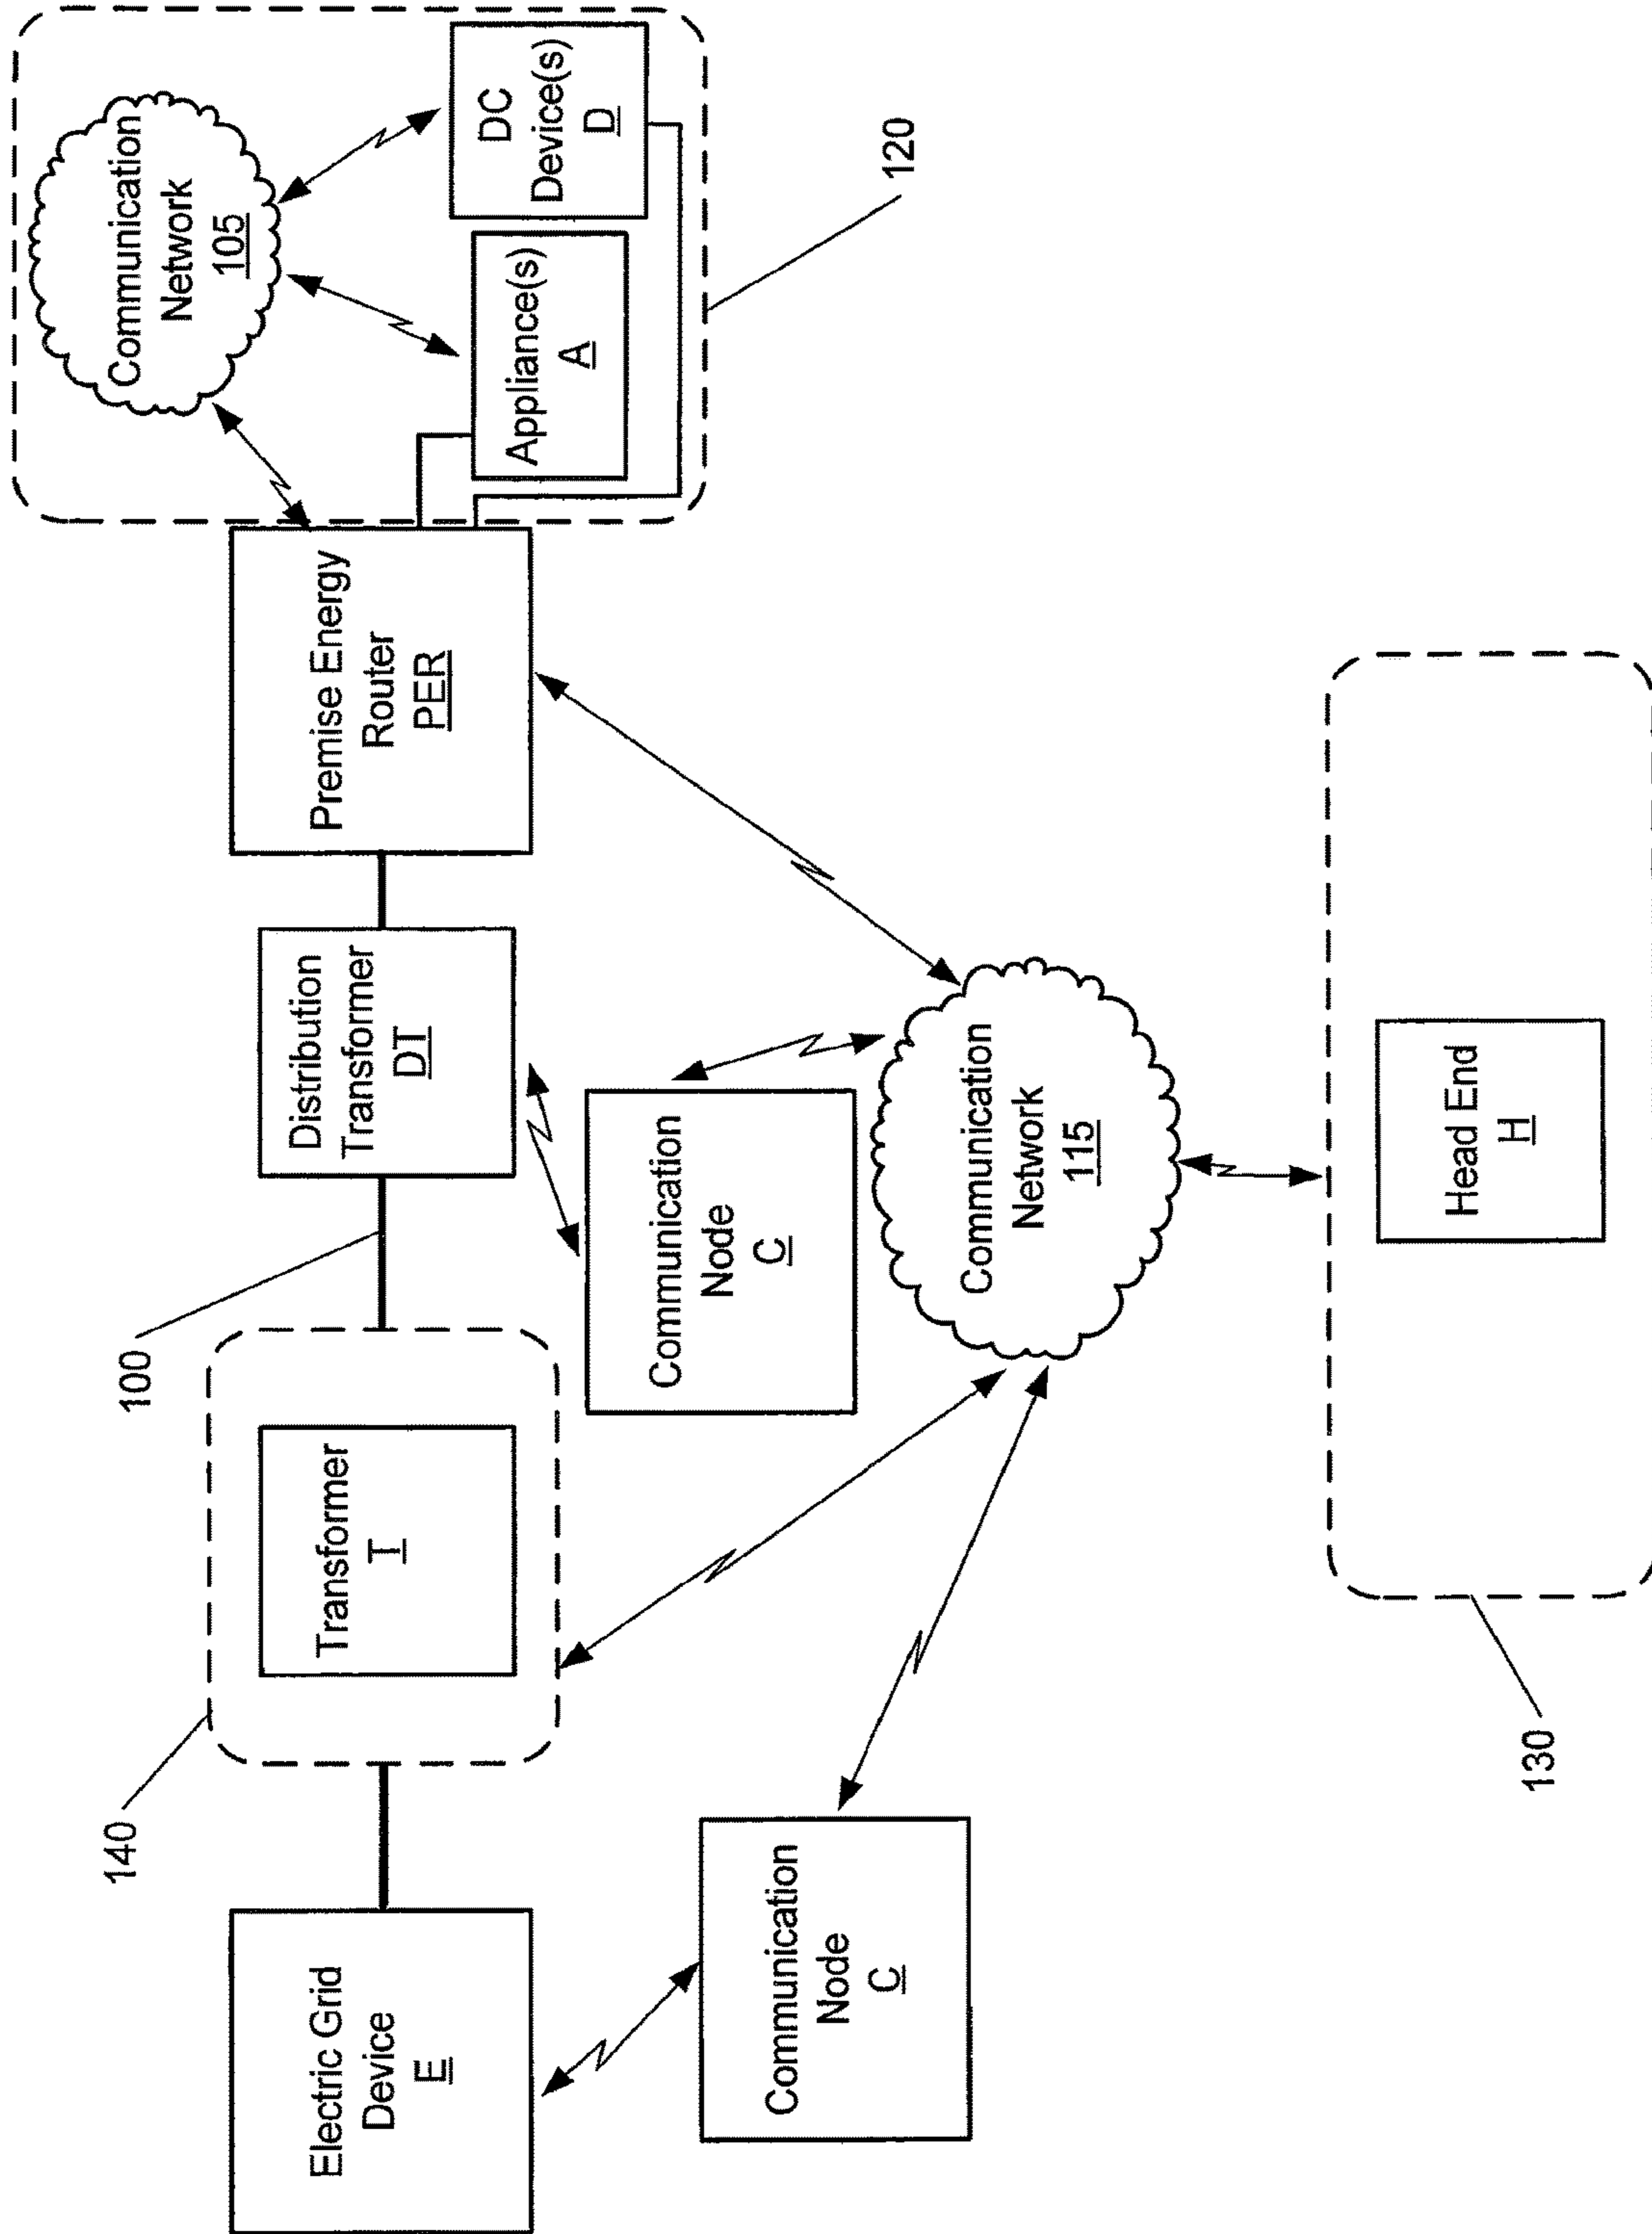 140
100
Electric Grid
Device
E
Transformer
T
Distribution
Transformer
DT
Premise Energy
Router
PER
Communication
Network
105
Appliance(s)
A
DC
Device(s)
D
120
Communication
Node
C
Communication
Node
C
Communication
Network
115
Head End
H
130